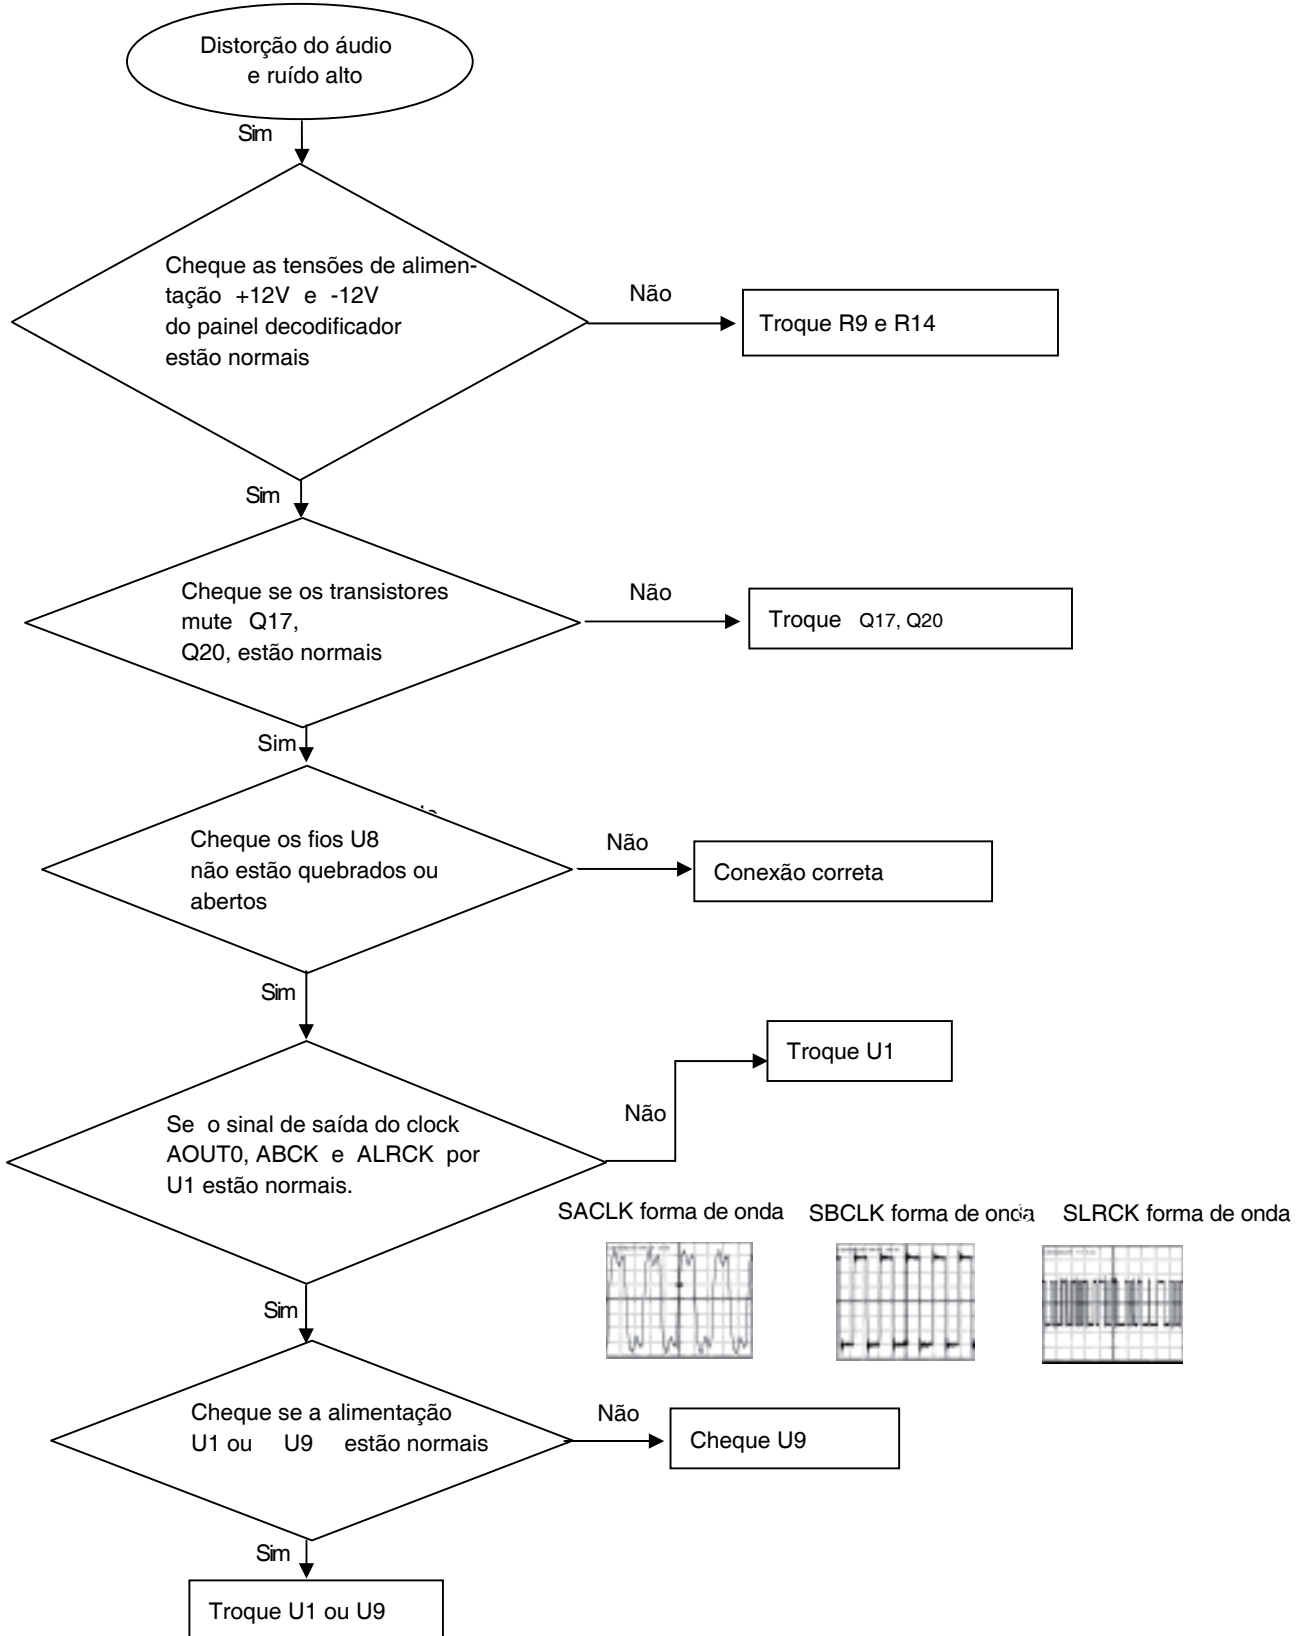 Distorção do áudio
e ruído alto
Sim
Cheque as tensões de alimen-
tação +12V e -12V
do painel decodificador
estão normais
Não
Troque R9 e R14
Sim
Cheque se os transistores
mute Q17,
Q20, estão normais
Não
Troque Q17, Q20
Sim
Cheque os fios U8
não estão quebrados ou
abertos
Não
Conexão correta
Sim
Se o sinal de saída do clock
AOUT0, ABCK e ALRCK por
U1 estão normais.
Não
Troque U1
SACLK forma de onda
SBCLK forma de onda
SLRCK forma de onda
Sim
Cheque se a alimentação
U1 ou U9 estão normais
Não
Cheque U9
Sim
Troque U1 ou U9